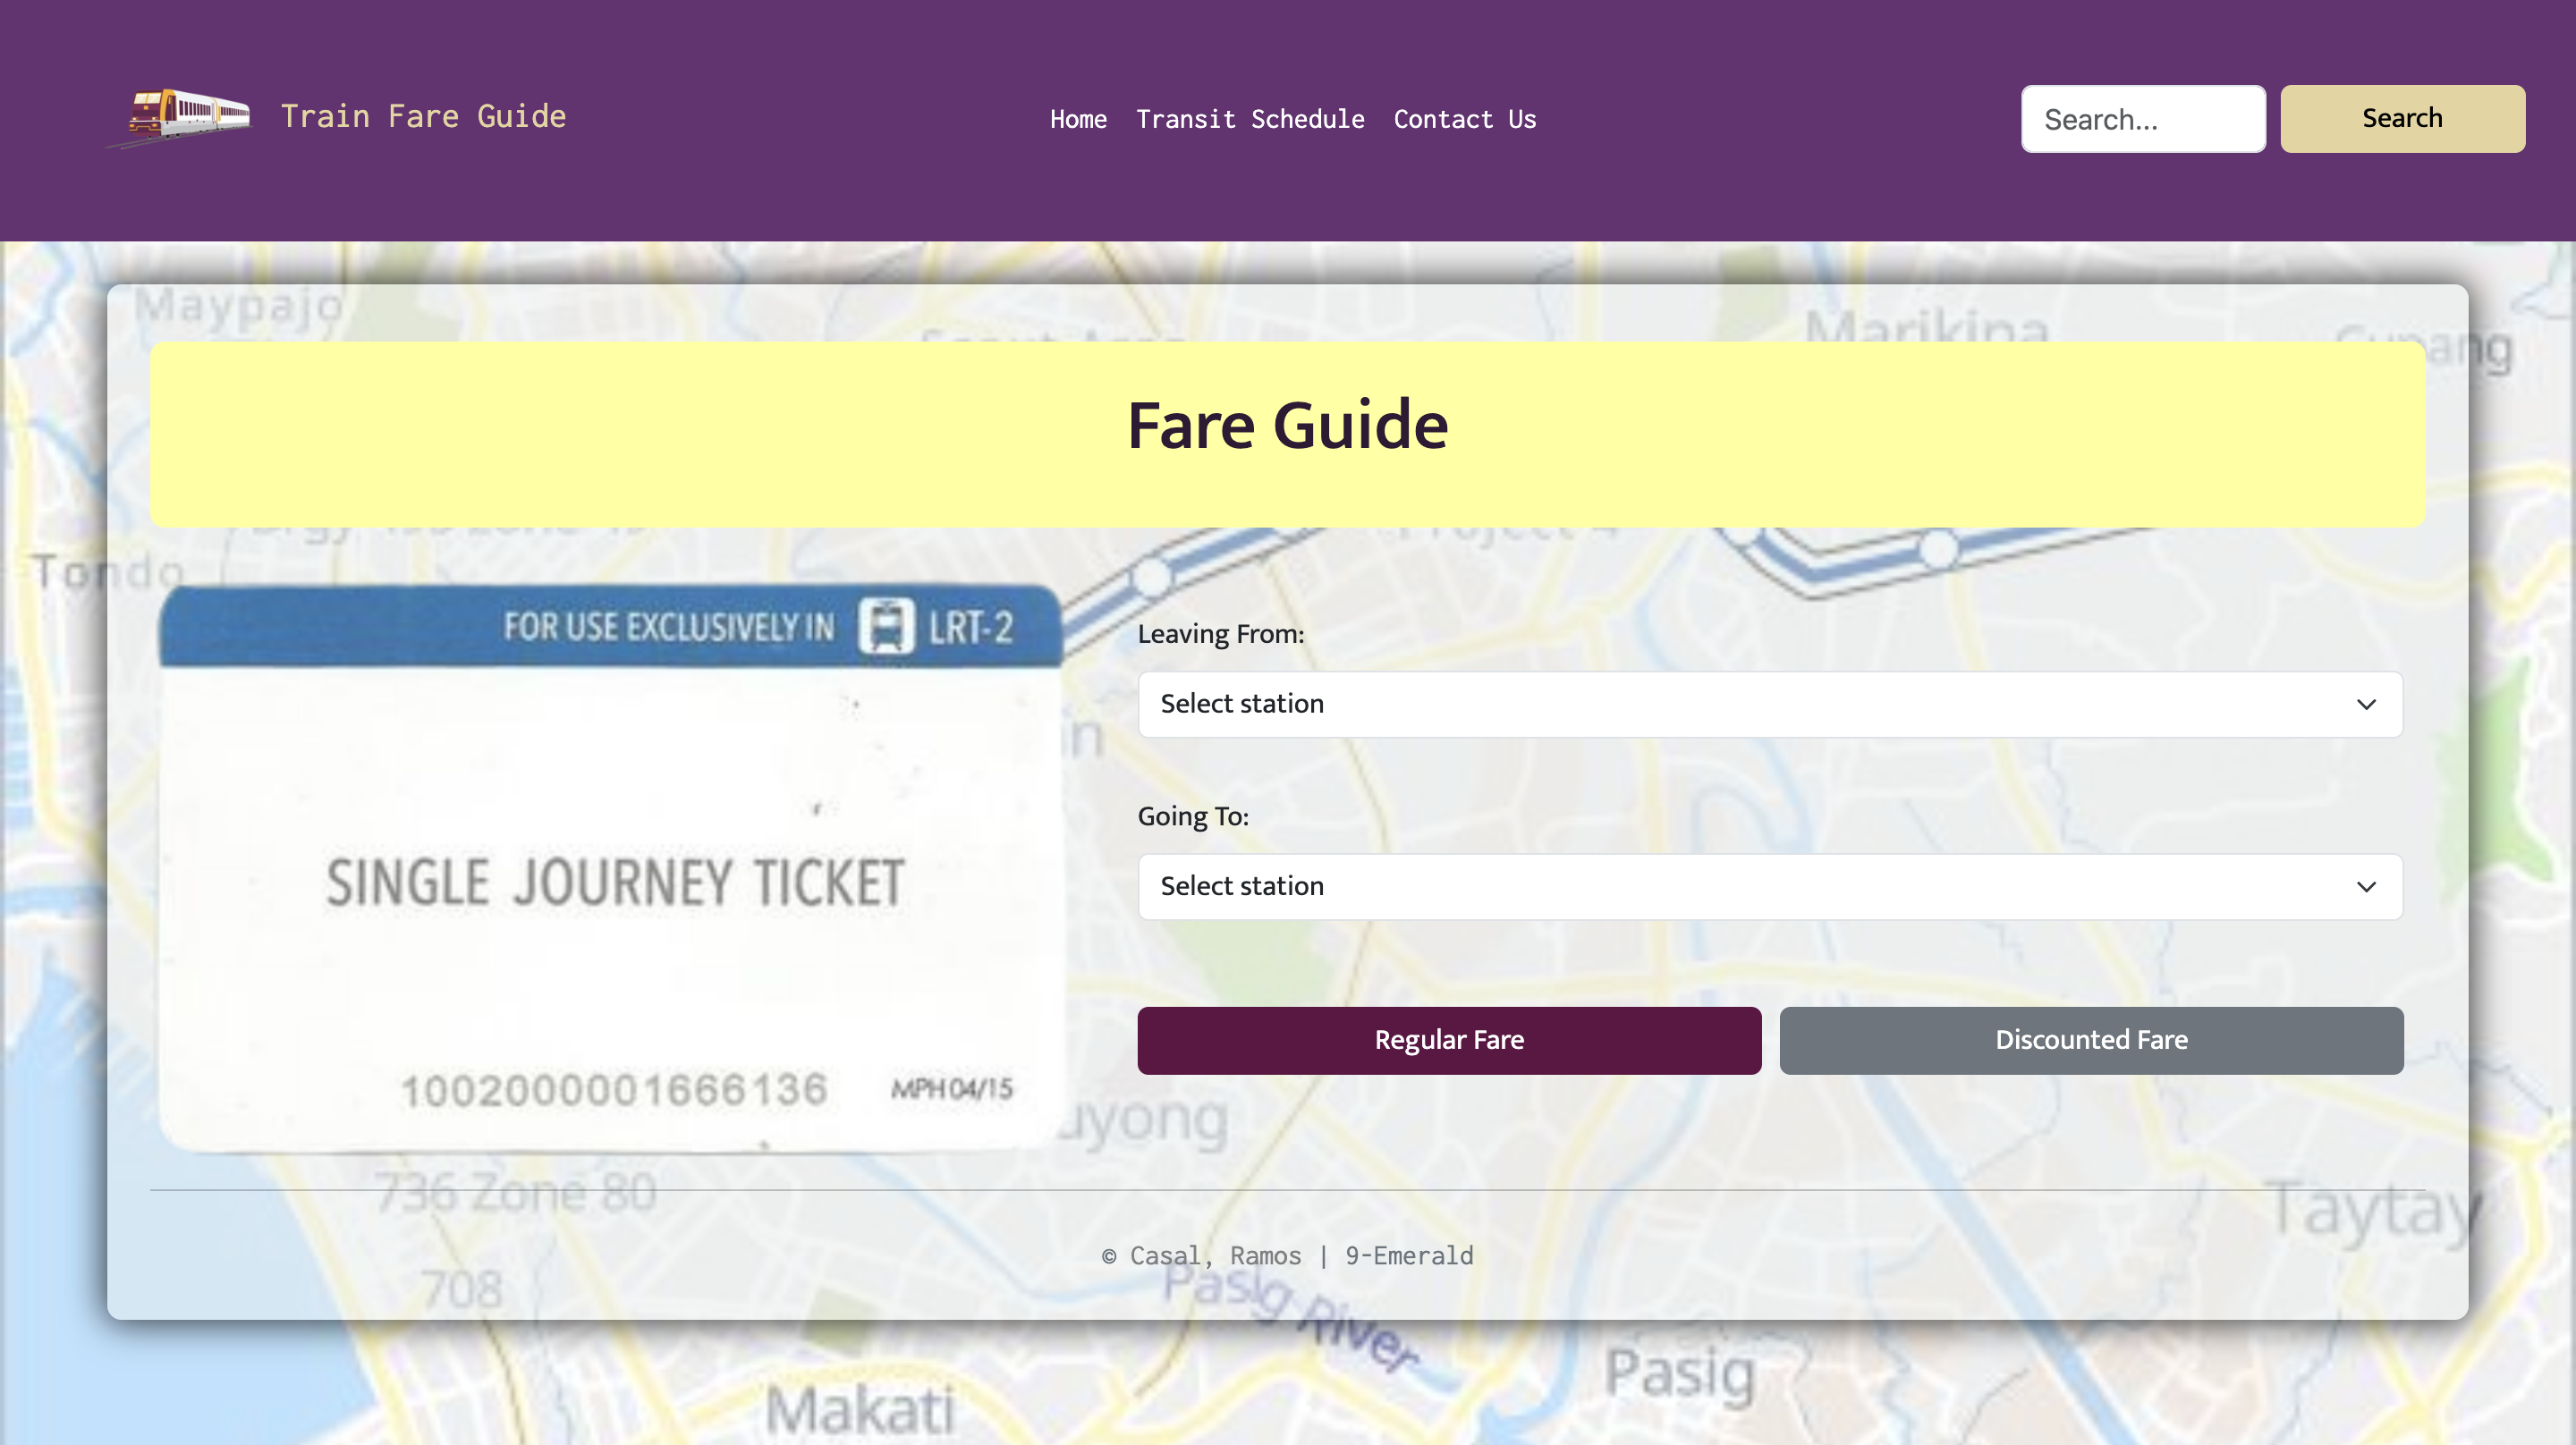 Train Fare Guide
Home Transit Schedule Contact Us
Search...
Search
Maypajo
Marikina
Fare Guide
Tondo
FOR USE EXCLUSIVELY IN LRT-2
Leaving From:
Select station
Going To:
Select station
SINGLE JOURNEY TICKET
Regular Fare Discounted Fare
1002000001666136 MPH 04/15
736 Zone 80
Taytay
© Casal, Ramos | 9-Emerald
708
Pasig River
Pasig
Makati